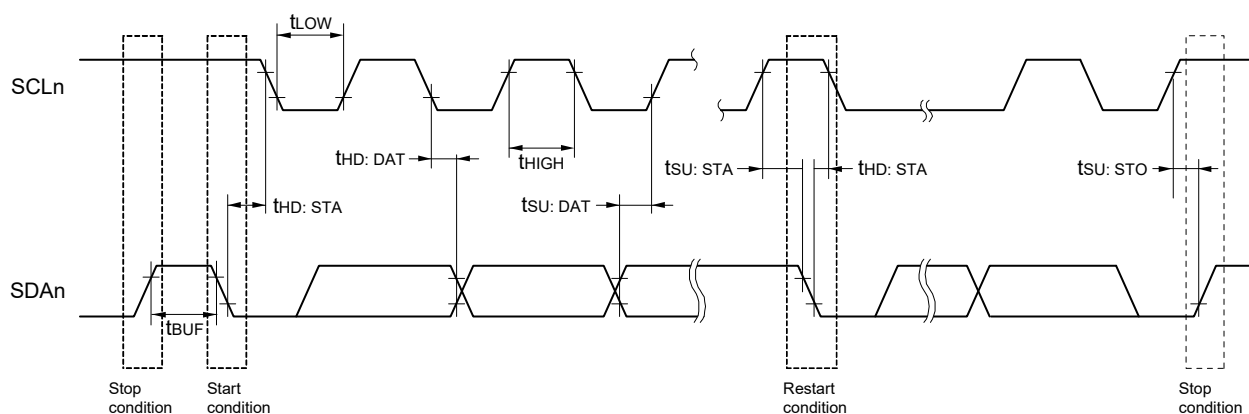 tLOW
SCLn
tHD: DAT
tHIGH
tSU: STA
tHD: STA
tSU: STO
tHD: STA
tSU: DAT
SDAn
tBUF
Stop
condition
Start
condition
Restart
condition
Stop
condition